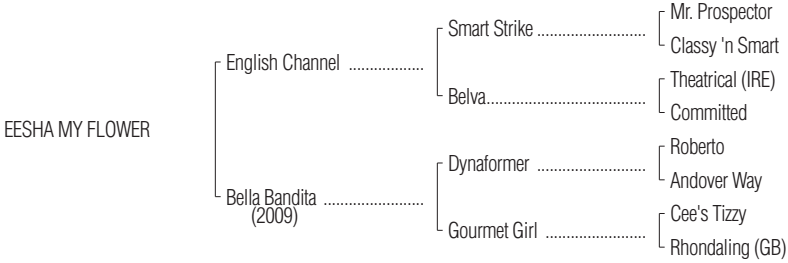 Mr. Prospector
Smart Strike ..........................
Classy 'n Smart
English Channel ..................
Theatrical (IRE)
Belva......................................
Committed
EESHA MY FLOWER
Roberto
Dynaformer ..........................
Andover Way
Bella Bandita ........................
(2009)
Cee's Tizzy
Gourmet Girl ........................
Rhondaling (GB)